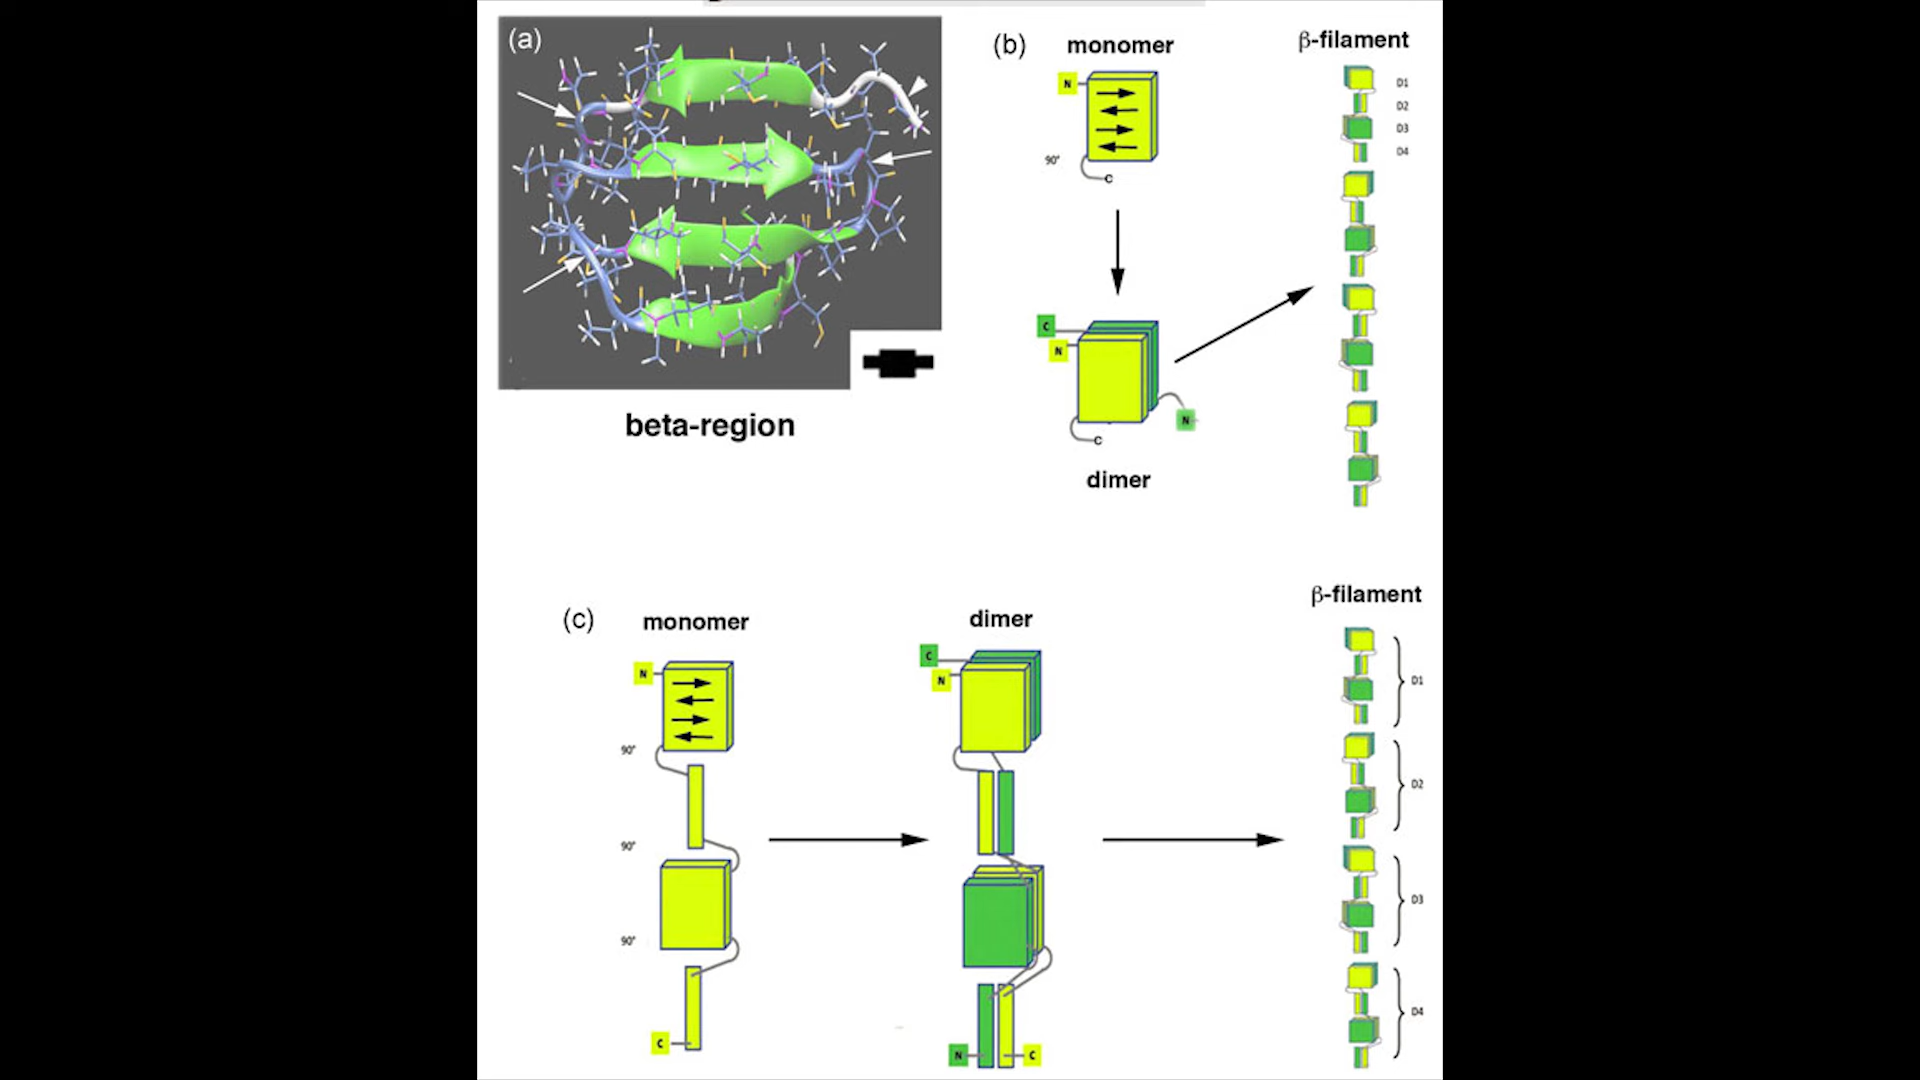 (a)
beta-region
(b)
monomer
N
90°
C
C
N
N
C
dimer
β-filament
D1
D2
D3
D4
(c)
monomer
N
90°
90°
90°
C
dimer
C
N
N
C
β-filament
D1
D2
D3
D4